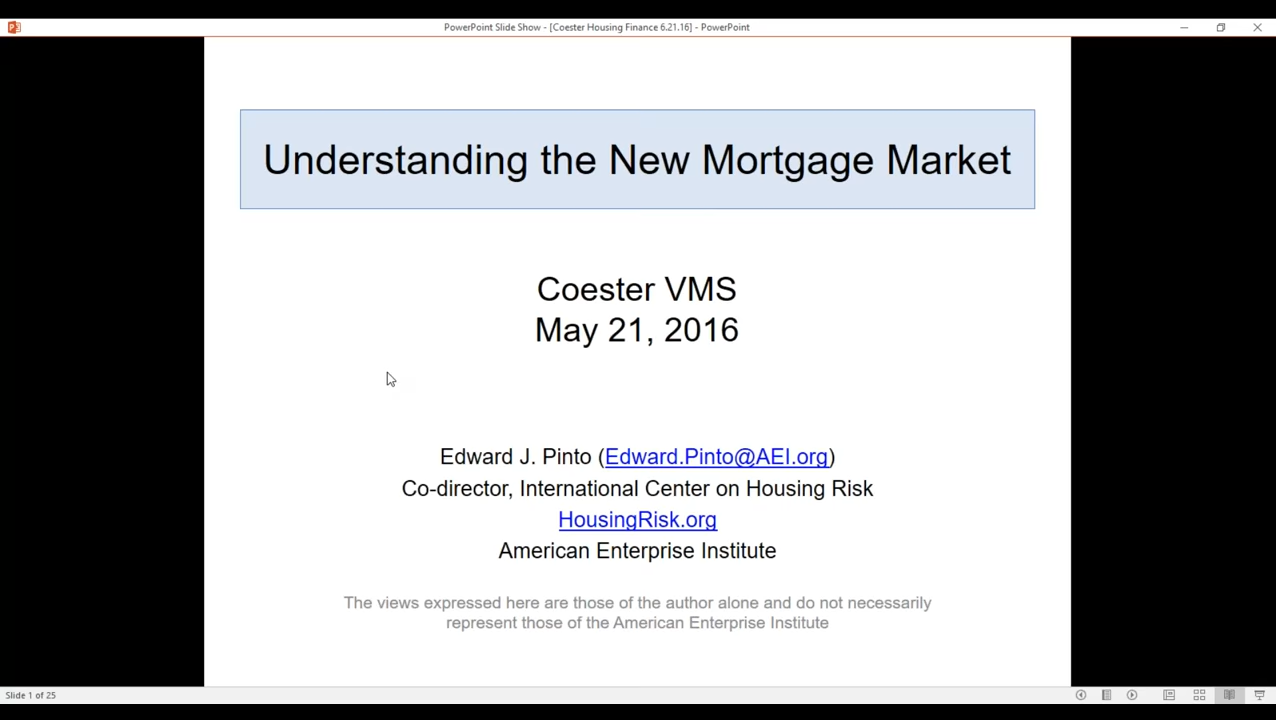 PowerPoint Slide Show - [Coester Housing Finance 6.21.16] - PowerPoint
Understanding the New Mortgage Market
Coester VMS
May 21, 2016
Edward J. Pinto (Edward.Pinto@AEI.org)
Co-director, International Center on Housing Risk
HousingRisk.org
American Enterprise Institute
The views expressed here are those of the author alone and do not necessarily
represent those of the American Enterprise Institute
Slide 1 of 25